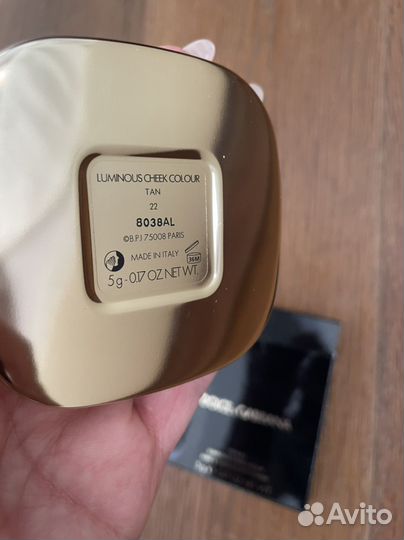 LUMINOUS CHEEK COLOUR
TAN
22
8038AL
©B.P.I 75008 PARIS
MADE IN ITALY
36M
5g - 0.17 OZ NET WT.
DOLCE & GABBANA
Avito